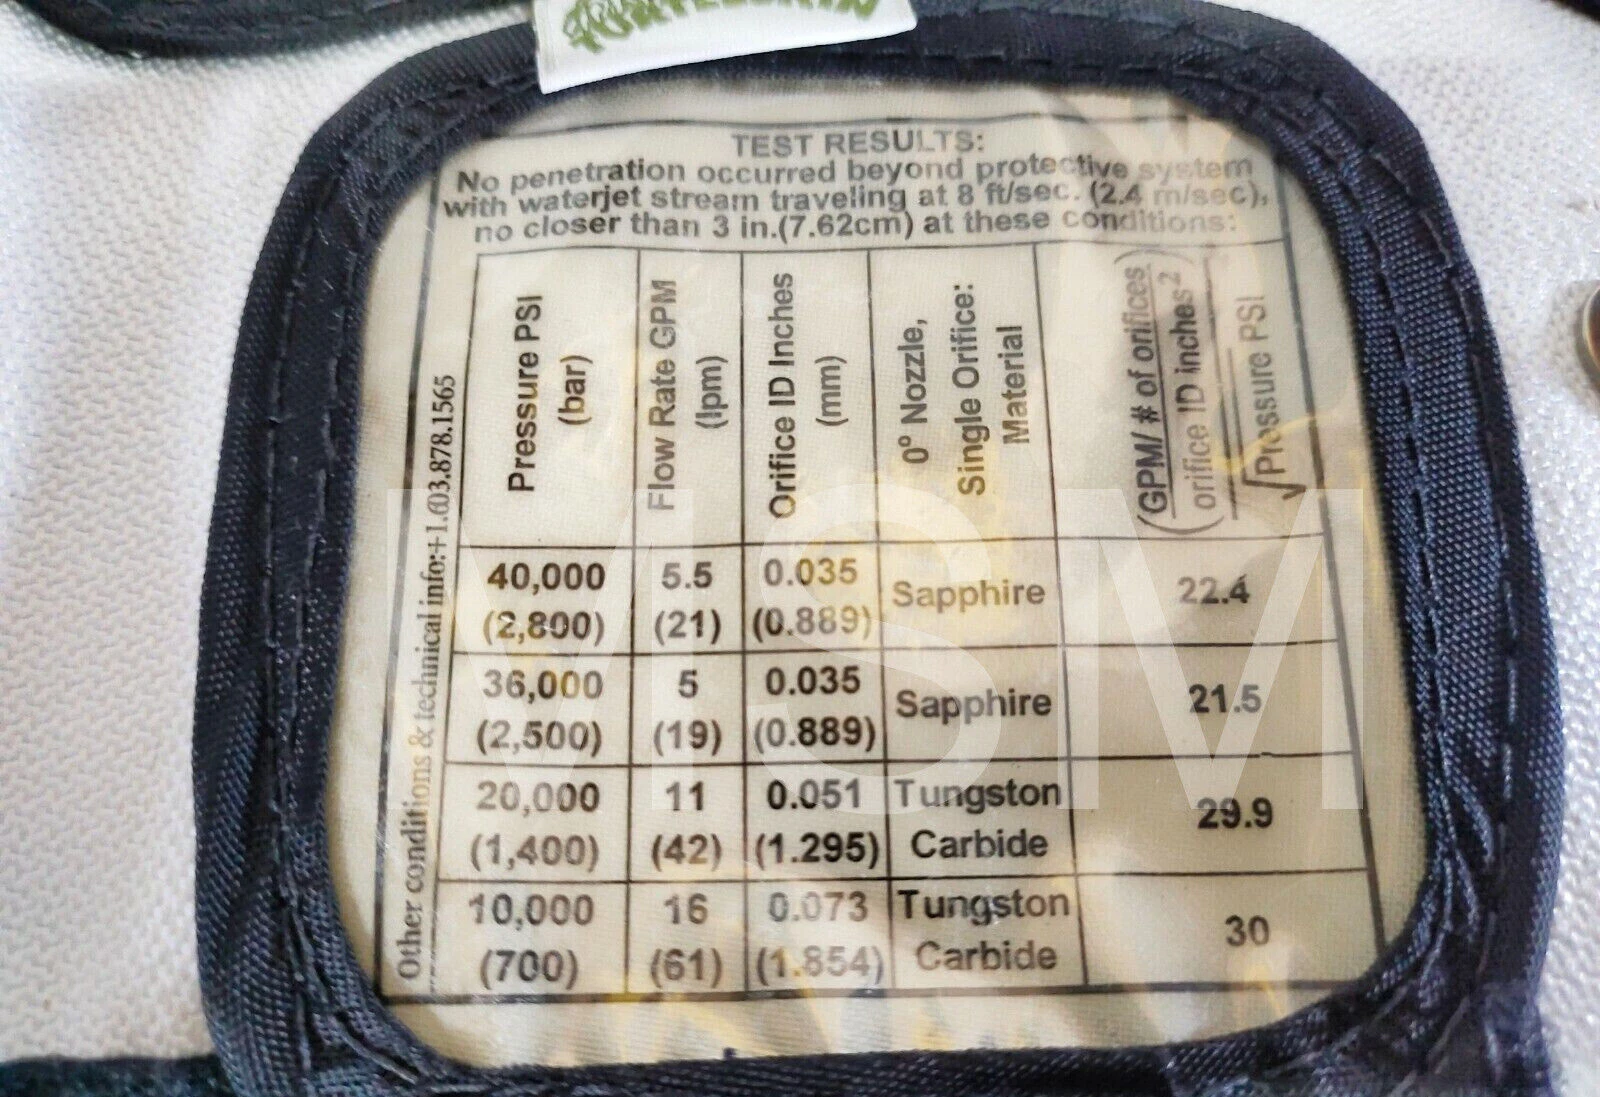 TURTLESKIN
TEST RESULTS:
No penetration occurred beyond protective system
with waterjet stream traveling at 8 ft/sec. (2.4 m/sec),
no closer than 3 in.(7.62cm) at these conditions:
Pressure PSI
(bar)
Flow Rate GPM
(lpm)
Orifice ID Inches
(mm)
0° Nozzle,
Single Orifice:
Material
(GPM/ # of orifices)
(orifice ID inches²)
√Pressure PSI
40,000 5.5 0.035 Sapphire 22.4
(2,800) (21) (0.889)
36,000 5 0.035 Sapphire 21.5
(2,500) (19) (0.889)
20,000 11 0.051 Tungston 29.9
(1,400) (42) (1.295) Carbide
10,000 16 0.073 Tungston 30
(700) (61) (1.854) Carbide
Other conditions & technical info:+1.603.878.1565
MSM